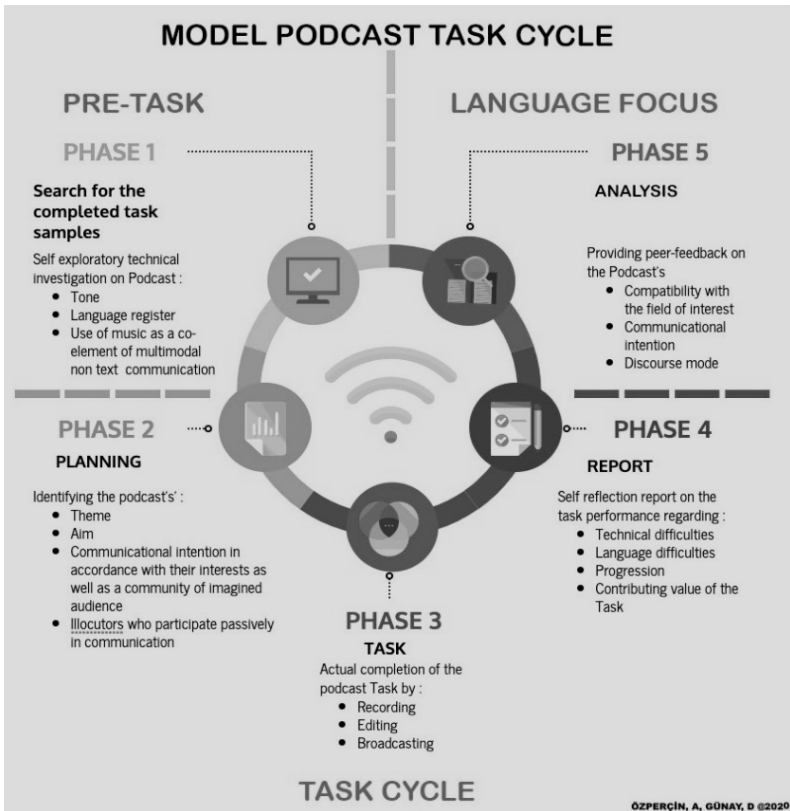 MODEL PODCAST TASK CYCLE
PRE-TASK
PHASE 1
Search for the
completed task
samples
Self exploratory technical
investigation on Podcast :
• Tone
• Language register
• Use of music as a co-
element of multimodal
non text communication
PHASE 2
PLANNING
Identifying the podcast's' :
• Theme
• Aim
• Communicational intention in
accordance with their interests as
well as a community of imagined
audience
• Illocutors who participate passively
in communication
PHASE 3
TASK
Actual completion of the
podcast Task by :
• Recording
• Editing
• Broadcasting
TASK CYCLE
PHASE 4
REPORT
Self reflection report on the
task performance regarding :
• Technical difficulties
• Language difficulties
• Progression
• Contributing value of the
Task
LANGUAGE FOCUS
PHASE 5
ANALYSIS
Providing peer-feedback on
the Podcast's
• Compatibility with
the field of interest
• Communicational
intention
• Discourse mode
ÖZPERÇİN, A, GÜNAY, D @2020